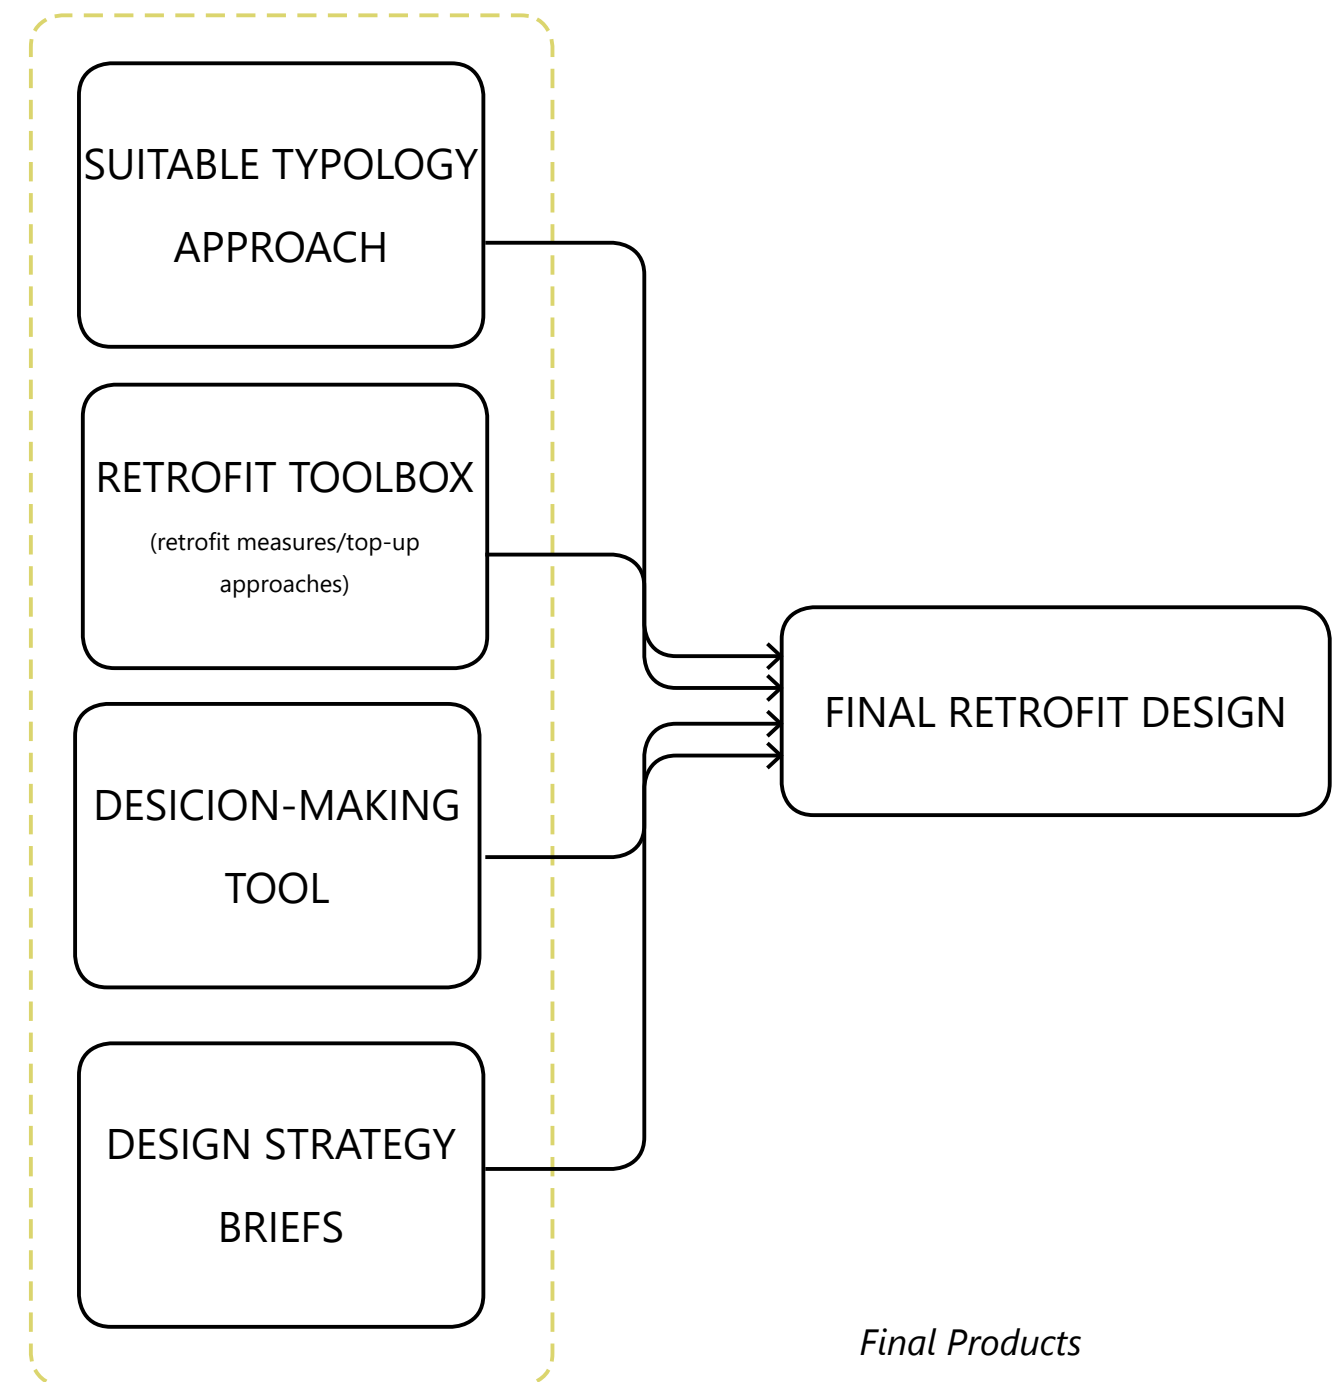 SUITABLE TYPOLOGY
APPROACH
RETROFIT TOOLBOX
(retrofit measures/top-up
approaches)
DESICION-MAKING
TOOL
DESIGN STRATEGY
BRIEFS
FINAL RETROFIT DESIGN
Final Products